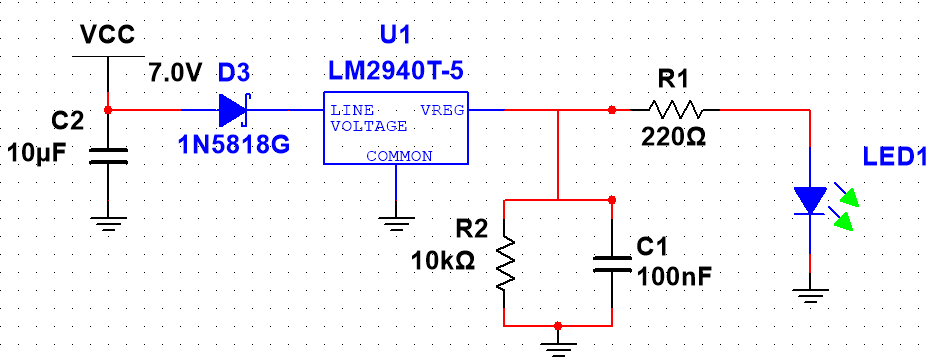 VCC
7.0V
C2
10µF
D3
1N5818G
U1
LM2940T-5
LINE VREG
VOLTAGE
COMMON
R1
220Ω
LED1
R2
10kΩ
C1
100nF